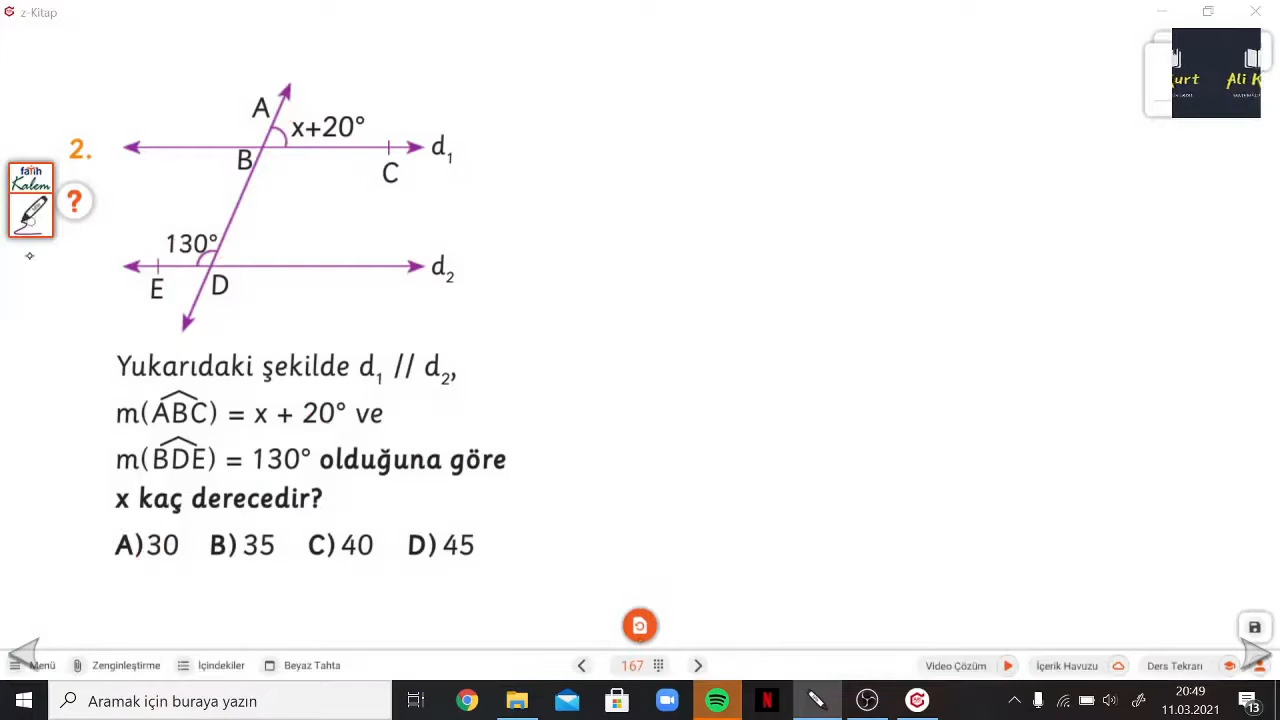 z-Kitap
urt Ali K
A
x+20°
2.
B
C
d1
fatih
Kalem
?
130°
E
D
d2
Yukarıdaki şekilde d1 // d2,
m(ABC) = x + 20° ve
m(BDE) = 130° olduğuna göre
x kaç derecedir?
A)30 B) 35 C) 40 D) 45
Menü Zenginleştirme İçindekiler Beyaz Tahta 167 Video Çözüm İçerik Havuzu Ders Tekrarı
Aramak için buraya yazın
20:49
11.03.2021
13